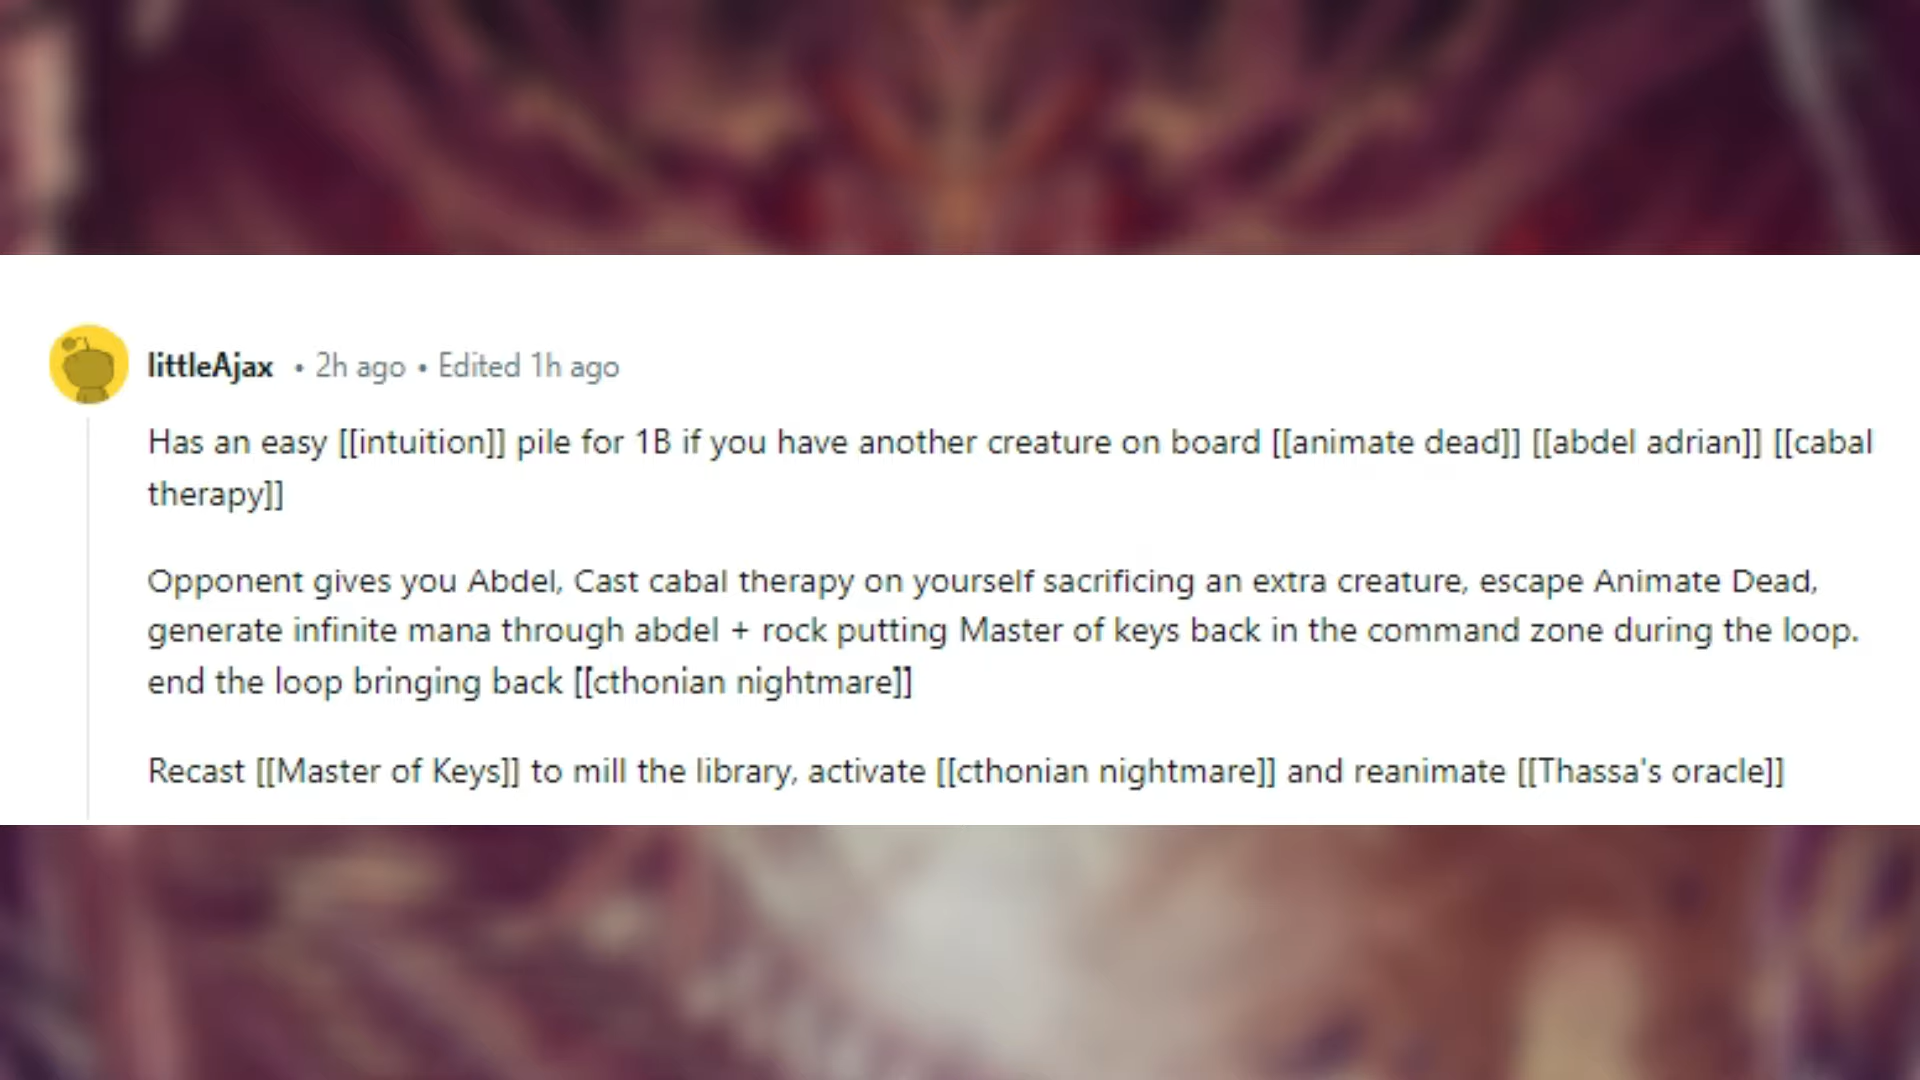 littleAjax • 2h ago • Edited 1h ago
Has an easy [[intuition]] pile for 1B if you have another creature on board [[animate dead]] [[abdel adrian]] [[cabal
therapy]]
Opponent gives you Abdel, Cast cabal therapy on yourself sacrificing an extra creature, escape Animate Dead,
generate infinite mana through abdel + rock putting Master of keys back in the command zone during the loop.
end the loop bringing back [[cthonian nightmare]]
Recast [[Master of Keys]] to mill the library, activate [[cthonian nightmare]] and reanimate [[Thassa's oracle]]